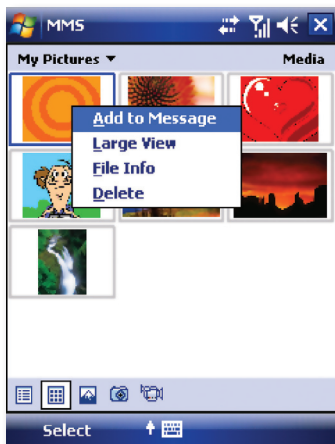 MMS
My Pictures Media
Add to Message
Large View
File Info
Delete
Select